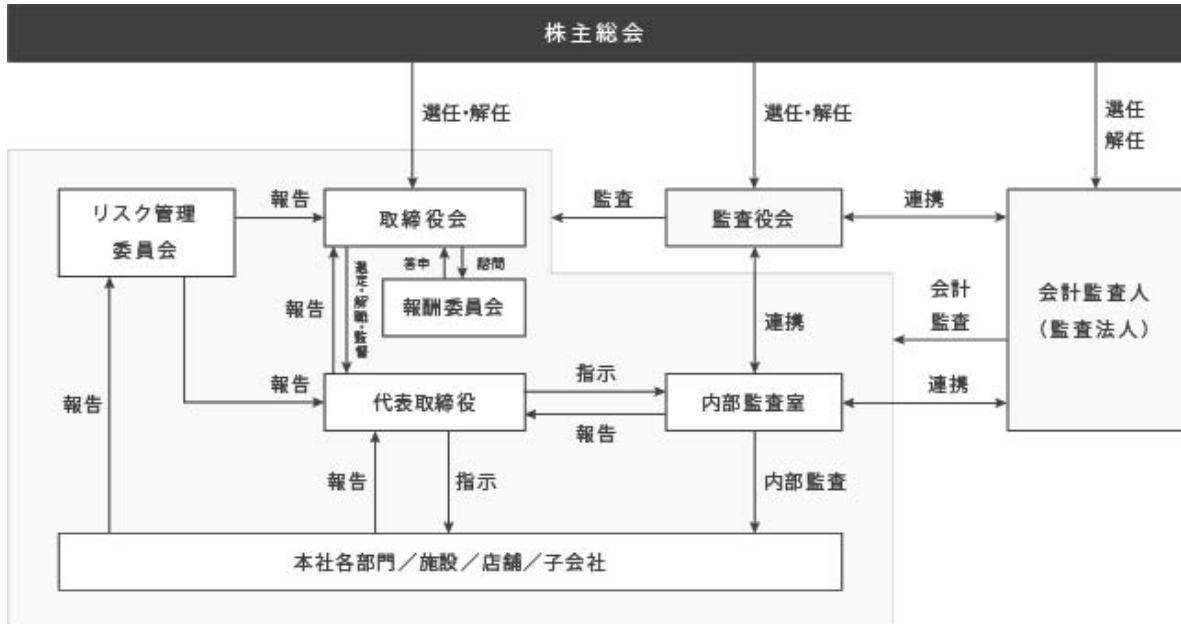 株主総会
選任・解任
選任・解任
選任
解任
リスク管理
委員会
報告
取締役会
監査
監査役会
連携
会計監査人
（監査法人）
答申
諮問
報酬委員会
報告
選定・解職・監督
連携
会計
監査
報告
報告
代表取締役
指示
報告
内部監査室
連携
報告
指示
内部監査
本社各部門／施設／店舗／子会社